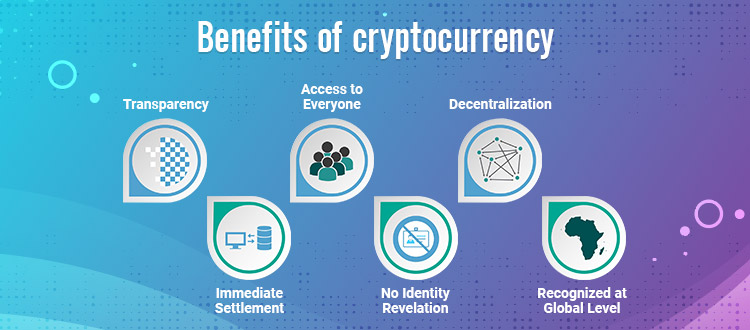 Benefits of cryptocurrency
Transparency
Access to
Everyone
Decentralization
Immediate
Settlement
No Identity
Revelation
Recognized at
Global Level